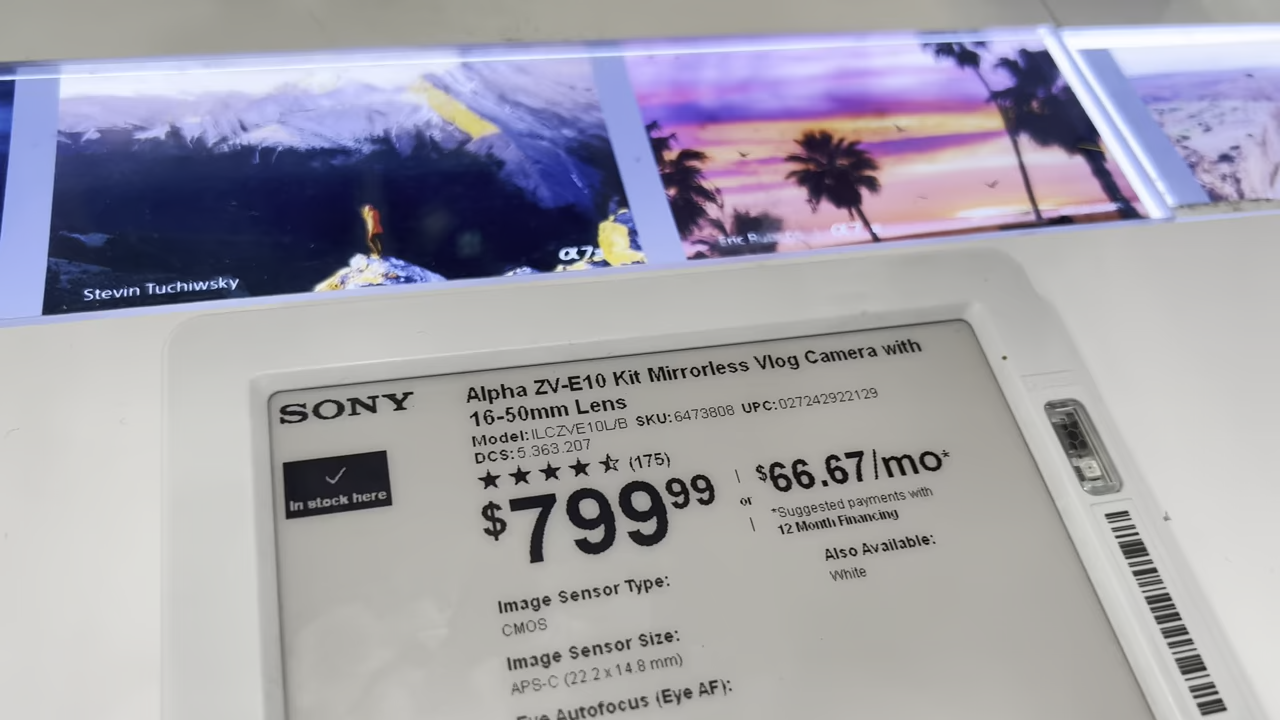 Stevin Tuchiwsky
α7
Eric
α7
SONY
In stock here
Alpha ZV-E10 Kit Mirrorless Vlog Camera with
16-50mm Lens
Model:ILCZVE10L/B SKU:6473808 UPC:027242922129
DCS:5.363.207
(175)
$79999
or
$66.67/mo*
*Suggested payments with
12 Month Financing
Also Available:
White
Image Sensor Type:
CMOS
Image Sensor Size:
APS-C (22.2 x 14.8 mm)
Eye Autofocus (Eye AF):